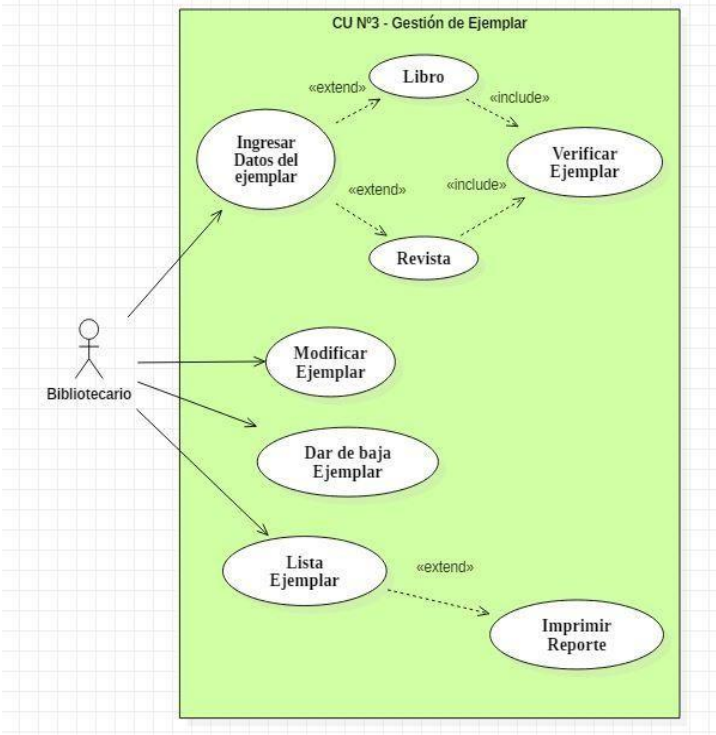 CU Nº3 - Gestión de Ejemplar
Libro
«extend»
«include»
Ingresar
Datos del
ejemplar
Verificar
Ejemplar
«extend»
«include»
Revista
Modificar
Ejemplar
Bibliotecario
Dar de baja
Ejemplar
Lista
Ejemplar
«extend»
Imprimir
Reporte